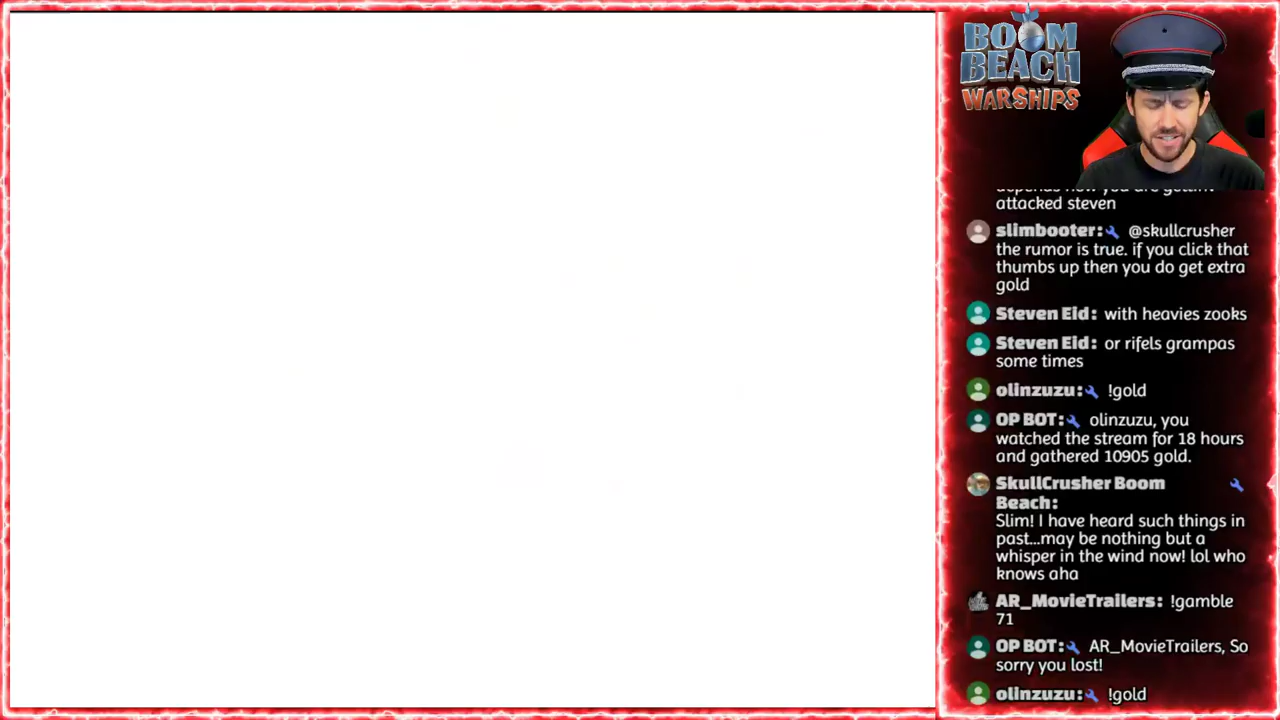 BOOM
BEACH
WARSHIPS
attacked steven
slimbooter: @skullcrusher
the rumor is true. if you click that
thumbs up then you do get extra
gold
Steven Eid: with heavies zooks
Steven Eid: or rifels grampas
some times
olinzuzu: !gold
OP BOT: olinzuzu, you
watched the stream for 18 hours
and gathered 10905 gold.
SkullCrusher Boom
Beach:
Slim! I have heard such things in
past...may be nothing but a
whisper in the wind now! lol who
knows aha
AR_MovieTrailers: !gamble
71
OP BOT: AR_MovieTrailers, So
sorry you lost!
olinzuzu: !gold